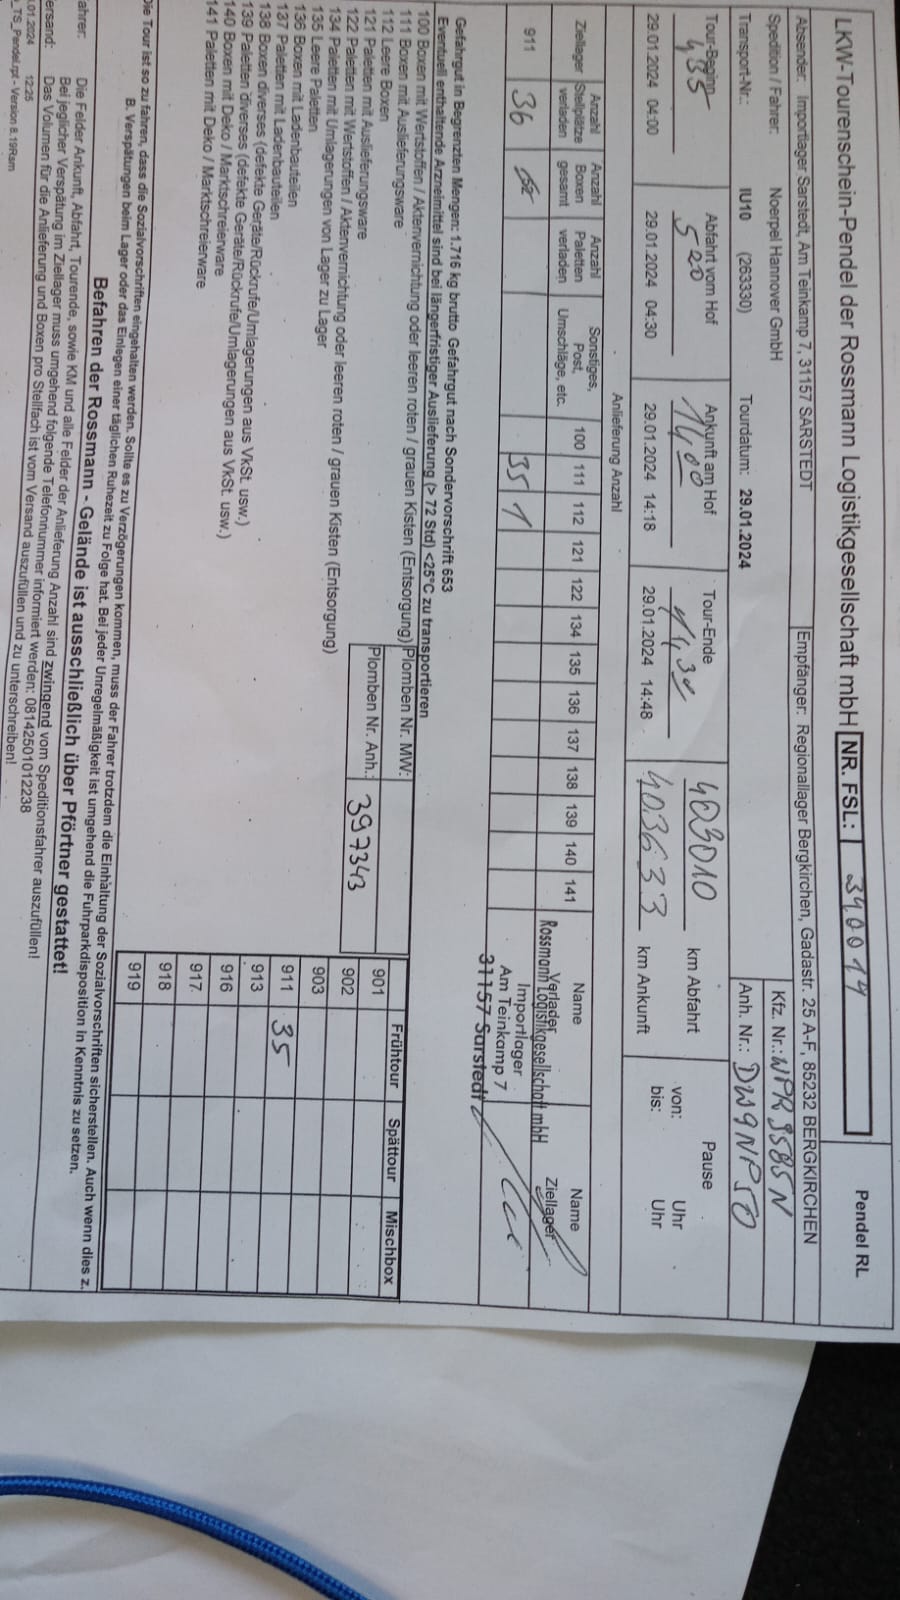 LKW-Tourenschein-Pendel der Rossmann Logistikgesellschaft mbH NR. FSL: 340014 Pendel RL
Absender: Importlager Sarstedt, Am Teinkamp 7, 31157 SARSTEDT Empfänger: Regionallager Bergkirchen, Gadastr. 25 A-F, 85232 BERGKIRCHEN
Spedition / Fahrer: Noerpel Hannover GmbH Kfz. Nr.: WPR 9585N
Transport-Nr.: IU10 (263330) Tourdatum: 29.01.2024 Anh. Nr.: DW9NP50
Tour-Beginn Abfahrt vom Hof Ankunft am Hof Tour-Ende Pause
435 520 14,00 403010 km Abfahrt von: Uhr
29.01.2024 04:00 29.01.2024 04:30 29.01.2024 14:18 29.01.2024 14:48 403633 km Ankunft bis: Uhr
Anlieferung Anzahl
Ziellager Anzahl Stellplätze verladen Anzahl Boxen gesamt Anzahl Paletten verladen Sonstiges, Post, Umschläge, etc. 100 111 112 121 122 134 135 136 137 138 139 140 141 Name Verlader Name Ziellager
911 36 35 1
Rossmann Logistikgesellschaft mbH
Importlager
Am Teinkamp 7
31157 Sarstedt
Gefahrgut in Begrenzten Mengen: 1.716 kg brutto Gefahrgut nach Sondervorschrift 653
Eventuell enthaltende Arzneimittel sind bei längerfristiger Auslieferung (> 72 Std) <25°C zu transportieren
100 Boxen mit Wertstoffen / Aktenvernichtung oder leeren roten / grauen Kisten (Entsorgung)
111 Boxen mit Auslieferungsware
112 Leere Boxen
121 Paletten mit Auslieferungsware
122 Paletten mit Wertstoffen / Aktenvernichtung oder leeren roten / grauen Kisten (Entsorgung)
134 Paletten mit Umlagerungen von Lager zu Lager
135 Leere Paletten
136 Boxen mit Ladenbauteilen
137 Paletten mit Ladenbauteilen
138 Boxen diverses (defekte Geräte/Rückrufe/Umlagerungen aus VkSt. usw.)
139 Paletten diverses (defekte Geräte/Rückrufe/Umlagerungen aus VkSt. usw.)
140 Boxen mit Deko / Marktschreierware
141 Paletten mit Deko / Marktschreierware
Plomben Nr. MW:
Plomben Nr. Anh.: 397343
Frühtour Spättour Mischbox
901
902
903
911 35
913
916
917
918
919
Die Tour ist so zu fahren, dass die Sozialvorschriften eingehalten werden. Sollte es zu Verzögerungen kommen, muss der Fahrer trotzdem die Einhaltung der Sozialvorschriften sicherstellen. Auch wenn dies z.
B. Verspätungen beim Lager oder das Einlegen einer täglichen Ruhezeit zu Folge hat. Bei jeder Unregelmäßigkeit ist umgehend die Fuhrparkdisposition in Kenntnis zu setzen.
Befahren der Rossmann - Gelände ist ausschließlich über Pförtner gestattet!
ahrer: Die Felder Ankunft, Abfahrt, Tourende, sowie KM und alle Felder der Anlieferung Anzahl sind zwingend vom Speditionsfahrer auszufüllen!
Bei jeglicher Verspätung im Ziellager muss umgehend folgende Telefonnummer informiert werden: 08142501012238
ersand: Das Volumen für die Anlieferung und Boxen pro Stellfach ist vom Versand auszufüllen und zu unterschreiben!
.01.2024 12:25
_TS_Pendel.rpt - Version 8.19Rsm